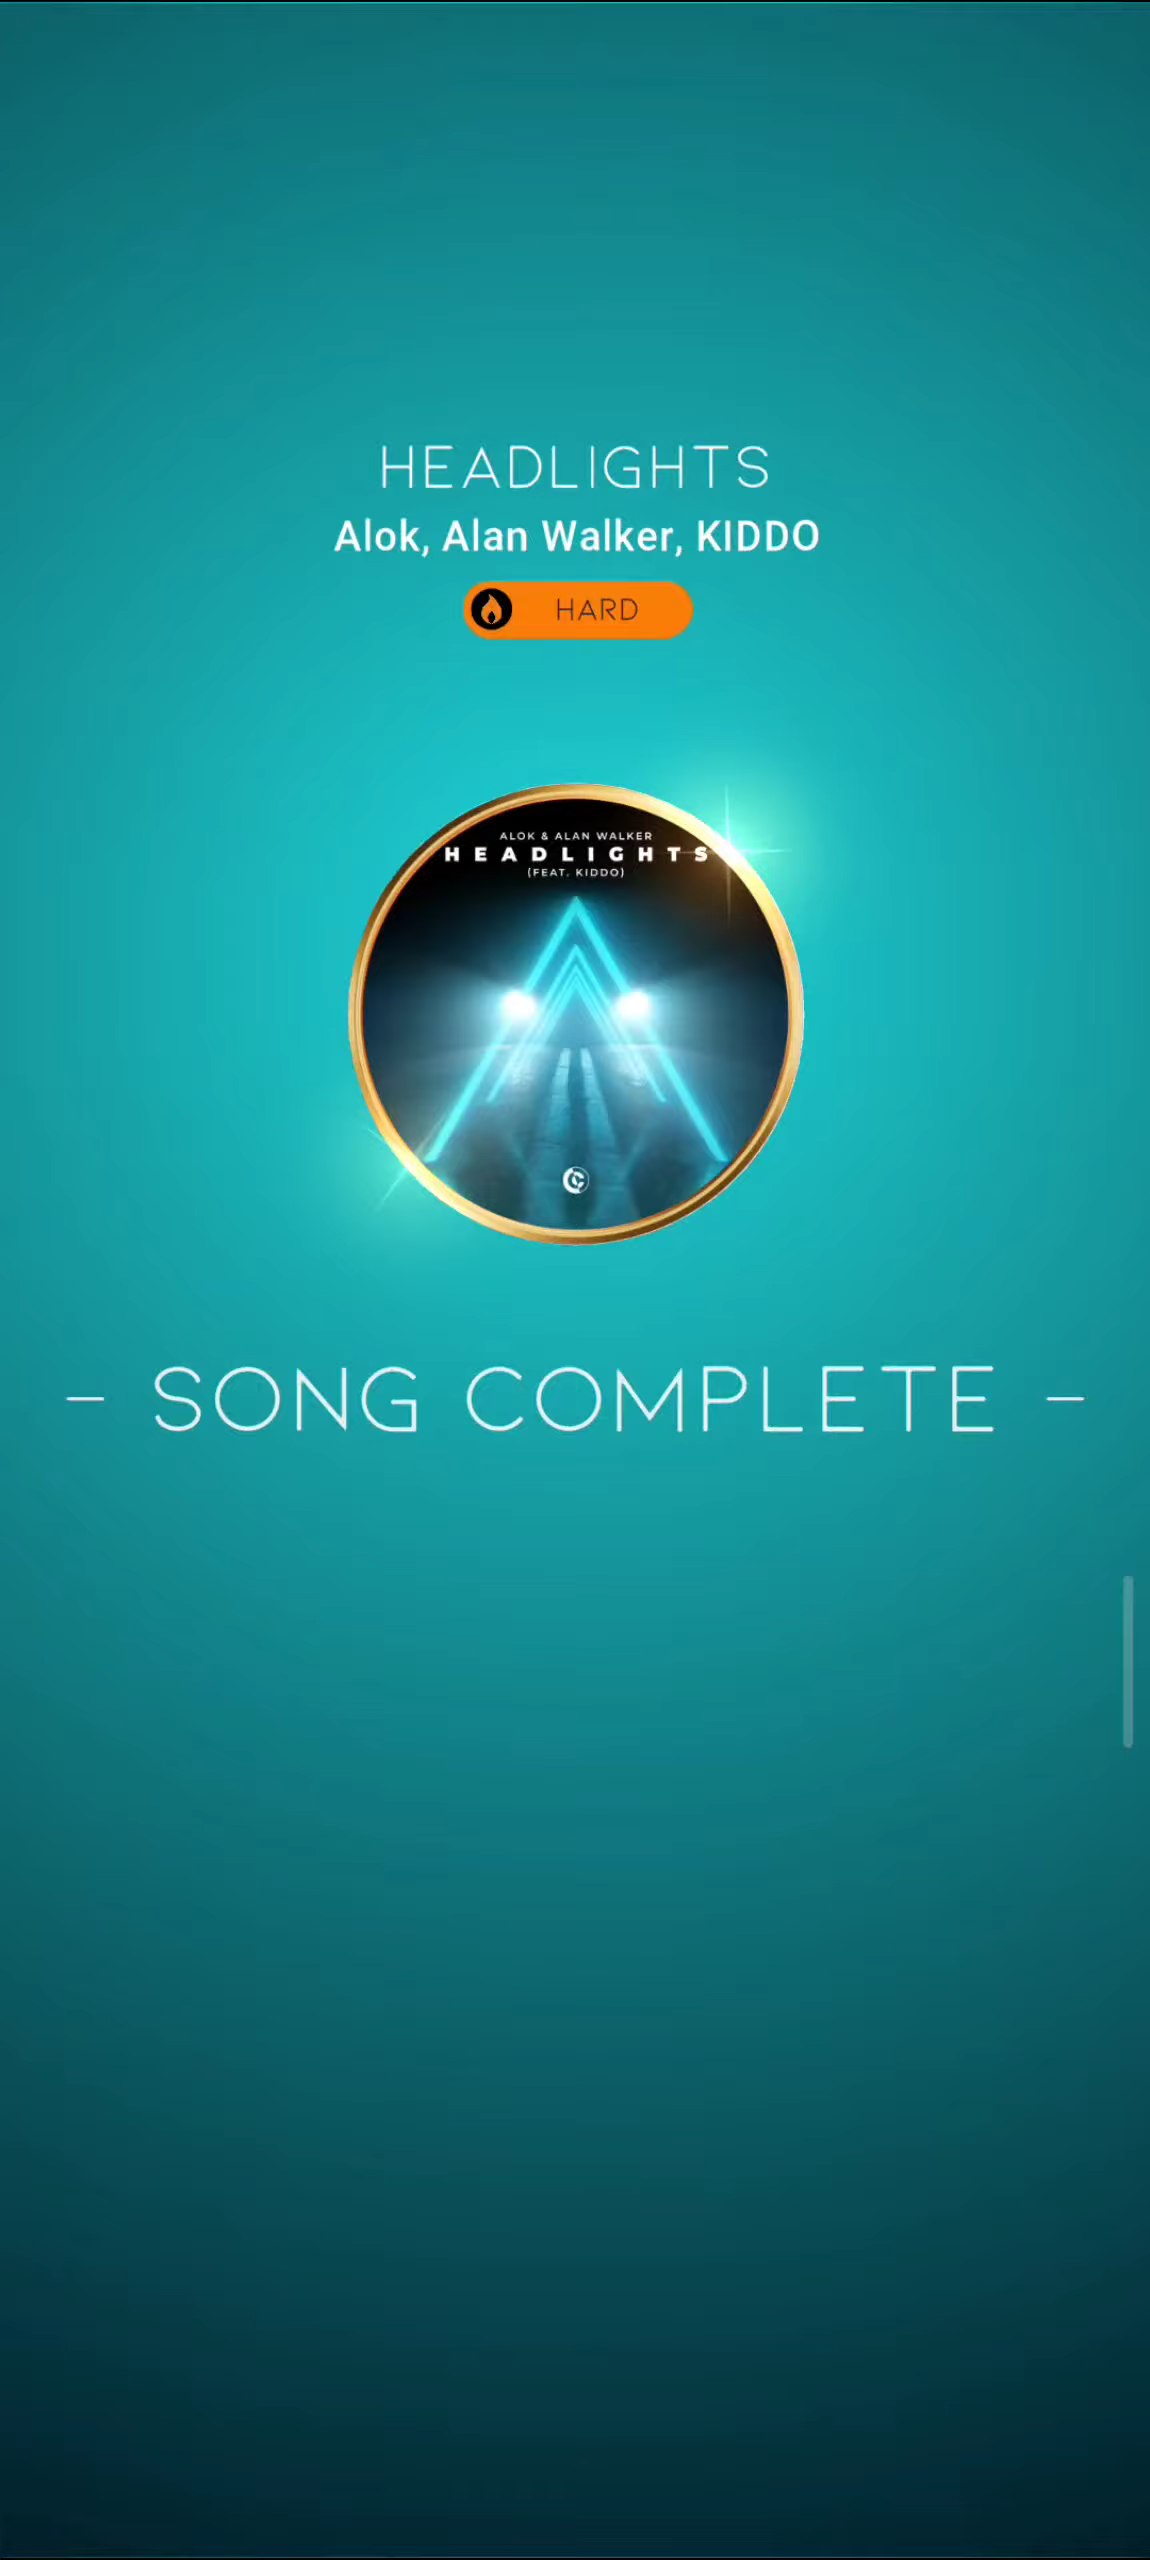 HEADLIGHTS
Alok, Alan Walker, KIDDO
HARD
ALOK & ALAN WALKER
HEADLIGHTS
(FEAT. KIDDO)
- SONG COMPLETE -